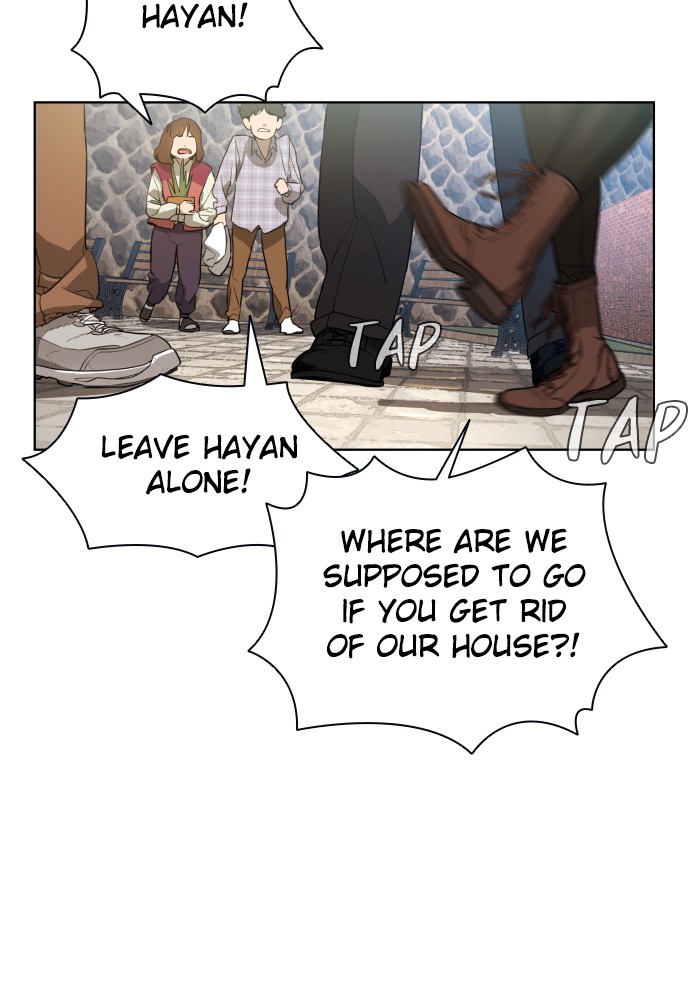 HAYAN!
TAP
TAP
LEAVE HAYAN
ALONE!
WHERE ARE WE
SUPPOSED TO GO
IF YOU GET RID
OF OUR HOUSE?!